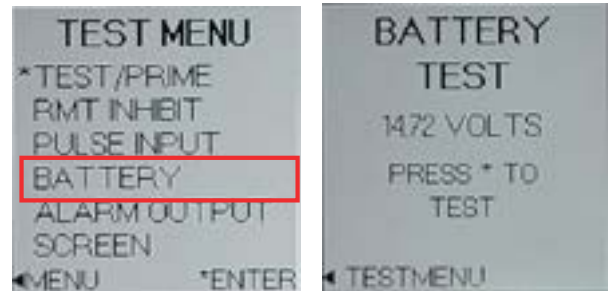 TEST MENU
*TEST/PRIME
RMT INHIBIT
PULSE INPUT
BATTERY
ALARM OUTPUT
SCREEN
◄MENU *ENTER
BATTERY
TEST
14.72 VOLTS
PRESS * TO
TEST
◄ TESTMENU